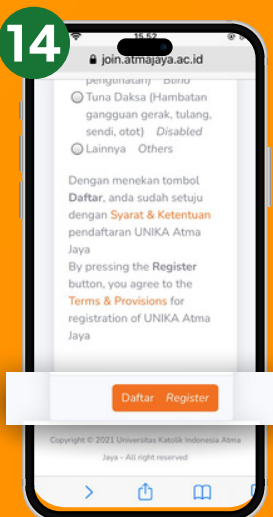 14
15.52
join.atmajaya.ac.id
penglihatan) Blind
Tuna Daksa (Hambatan
gangguan gerak, tulang,
sendi, otot) Disabled
Lainnya Others
Dengan menekan tombol
Daftar, anda sudah setuju
dengan Syarat & Ketentuan
pendaftaran UNIKA Atma
Jaya
By pressing the Register
button, you agree to the
Terms & Provisions for
registration of UNIKA Atma
Jaya
Daftar Register
Copyright © 2021 Universitas Katolik Indonesia Atma
Jaya - All right reserved